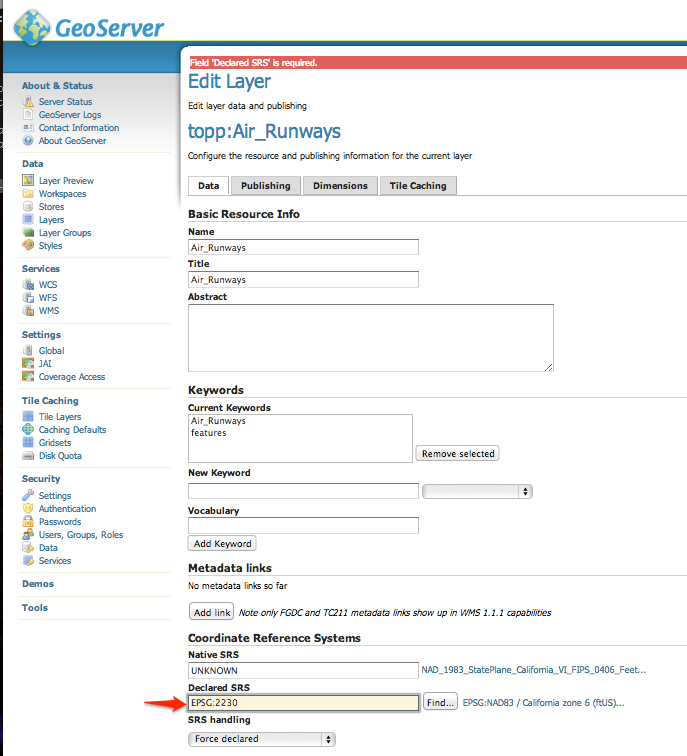 GeoServer
Field 'Declared SRS' is required.
Edit Layer
Edit layer data and publishing
topp:Air_Runways
Configure the resource and publishing information for the current layer
Data Publishing Dimensions Tile Caching
Basic Resource Info
Name
Air_Runways
Title
Air_Runways
Abstract
Keywords
Current Keywords
Air_Runways
features
Remove selected
New Keyword
Vocabulary
Add Keyword
Metadata links
No metadata links so far
Add link Note only FGDC and TC211 metadata links show up in WMS 1.1.1 capabilities
Coordinate Reference Systems
Native SRS
UNKNOWN NAD_1983_StatePlane_California_VI_FIPS_0406_Feet...
Declared SRS
EPSG:2230 Find... EPSG:NAD83 / California zone 6 (ftUS)...
SRS handling
Force declared
About & Status
Server Status
GeoServer Logs
Contact Information
About GeoServer
Data
Layer Preview
Workspaces
Stores
Layers
Layer Groups
Styles
Services
WCS
WFS
WMS
Settings
Global
JAI
Coverage Access
Tile Caching
Tile Layers
Caching Defaults
Gridsets
Disk Quota
Security
Settings
Authentication
Passwords
Users, Groups, Roles
Data
Services
Demos
Tools